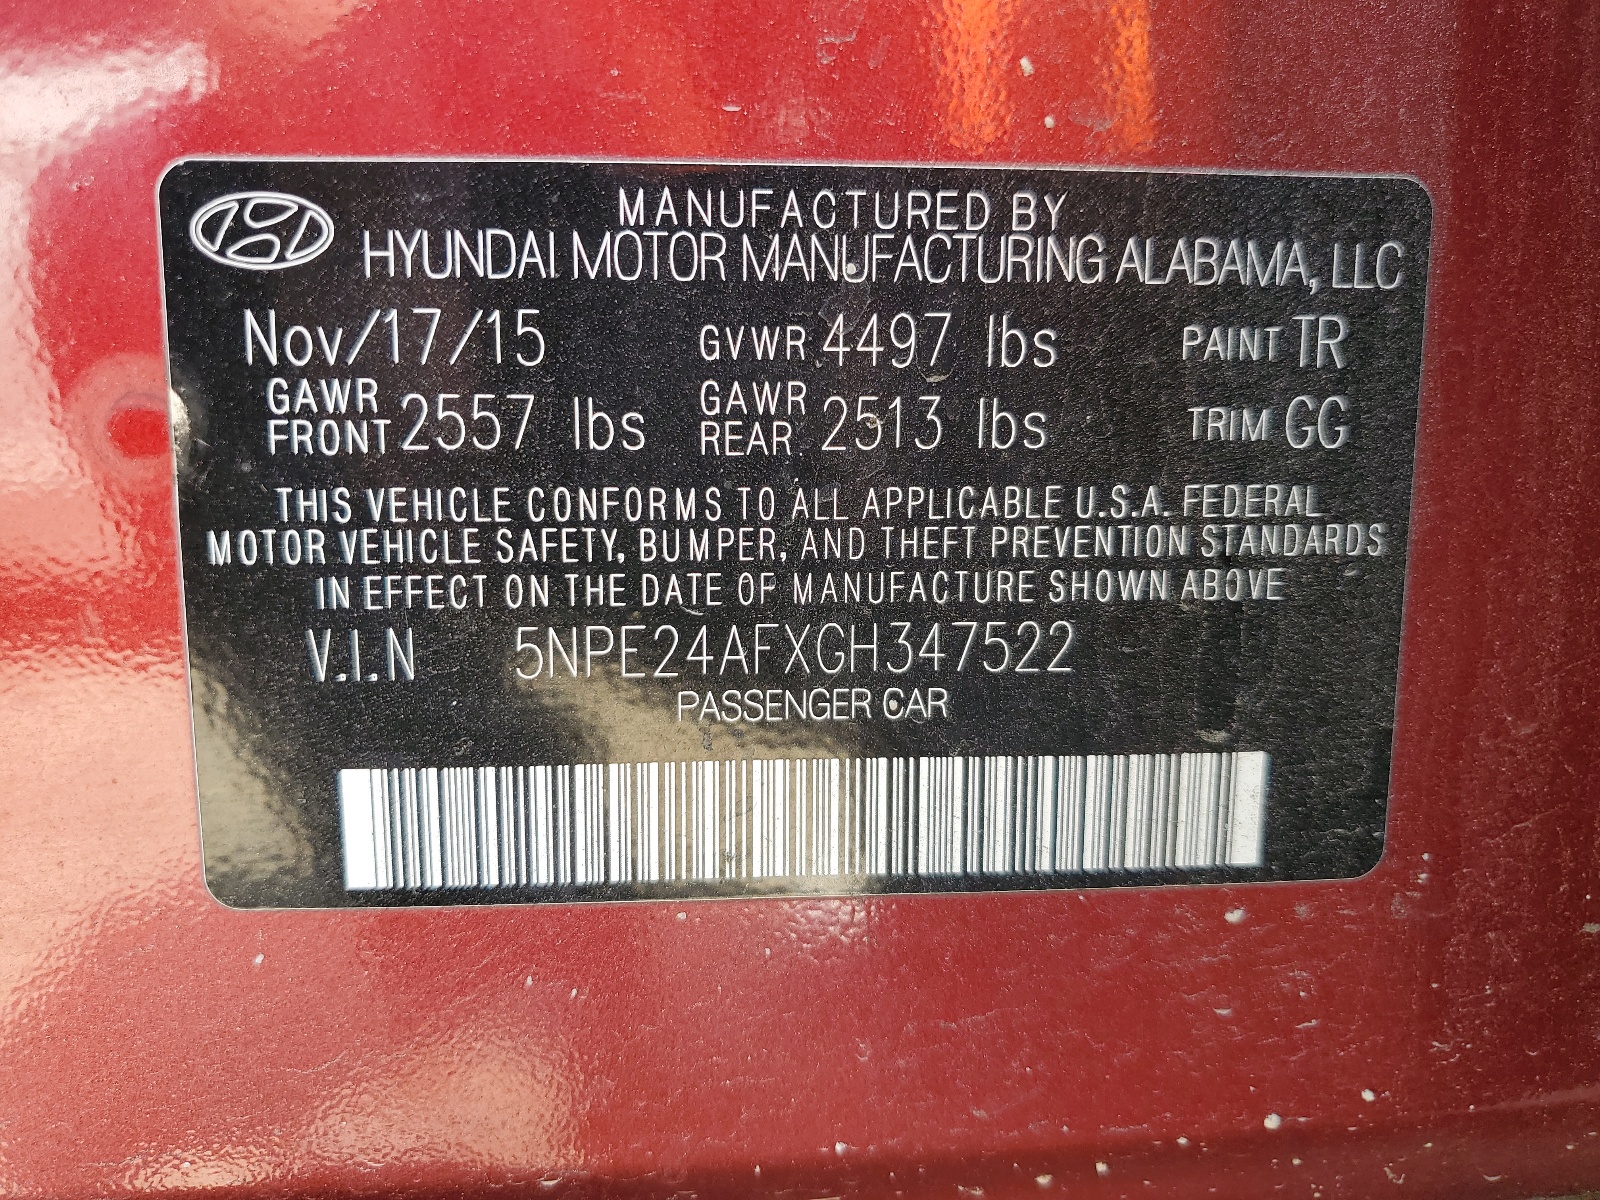 MANUFACTURED BY
HYUNDAI MOTOR MANUFACTURING ALABAMA, LLC
Nov/17/15 GVWR 4497 lbs PAINT TR
GAWR FRONT 2557 lbs GAWR REAR 2513 lbs TRIM GG
THIS VEHICLE CONFORMS TO ALL APPLICABLE U.S.A. FEDERAL
MOTOR VEHICLE SAFETY, BUMPER, AND THEFT PREVENTION STANDARDS
IN EFFECT ON THE DATE OF MANUFACTURE SHOWN ABOVE
V.I.N 5NPE24AFXGH347522
PASSENGER CAR